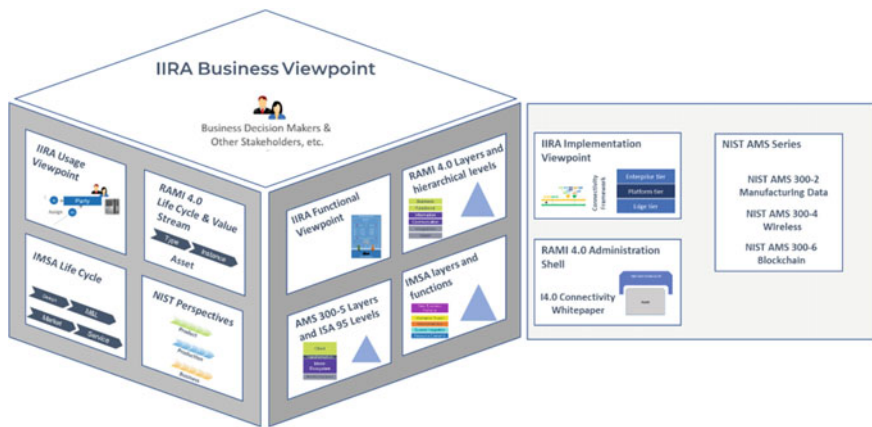 IIRA Business Viewpoint
Business Decision Makers &
Other Stakeholders, etc.
IIRA Usage
Viewpoint
Party
RAMI 4.0
Life Cycle & Value
Stream
Type
Instance
Asset
IMSA Life Cycle
Market
Service
NIST Perspectives
Product
Production
Business
IIRA Functional
Viewpoint
RAMI 4.0 Layers and
hierarchical levels
Business
Functional
Information
Communication
AMS 300-5 Layers
and ISA 95 Levels
IMSA layers and
functions
IIRA Implementation
Viewpoint
Connectivity
Framework
Enterprise tier
Platform tier
Edge tier
RAMI 4.0 Administration
Shell
I4.0 Connectivity
Whitepaper
NIST AMS Series
NIST AMS 300-2
Manufacturing Data
NIST AMS 300-4
Wireless
NIST AMS 300-6
Blockchain